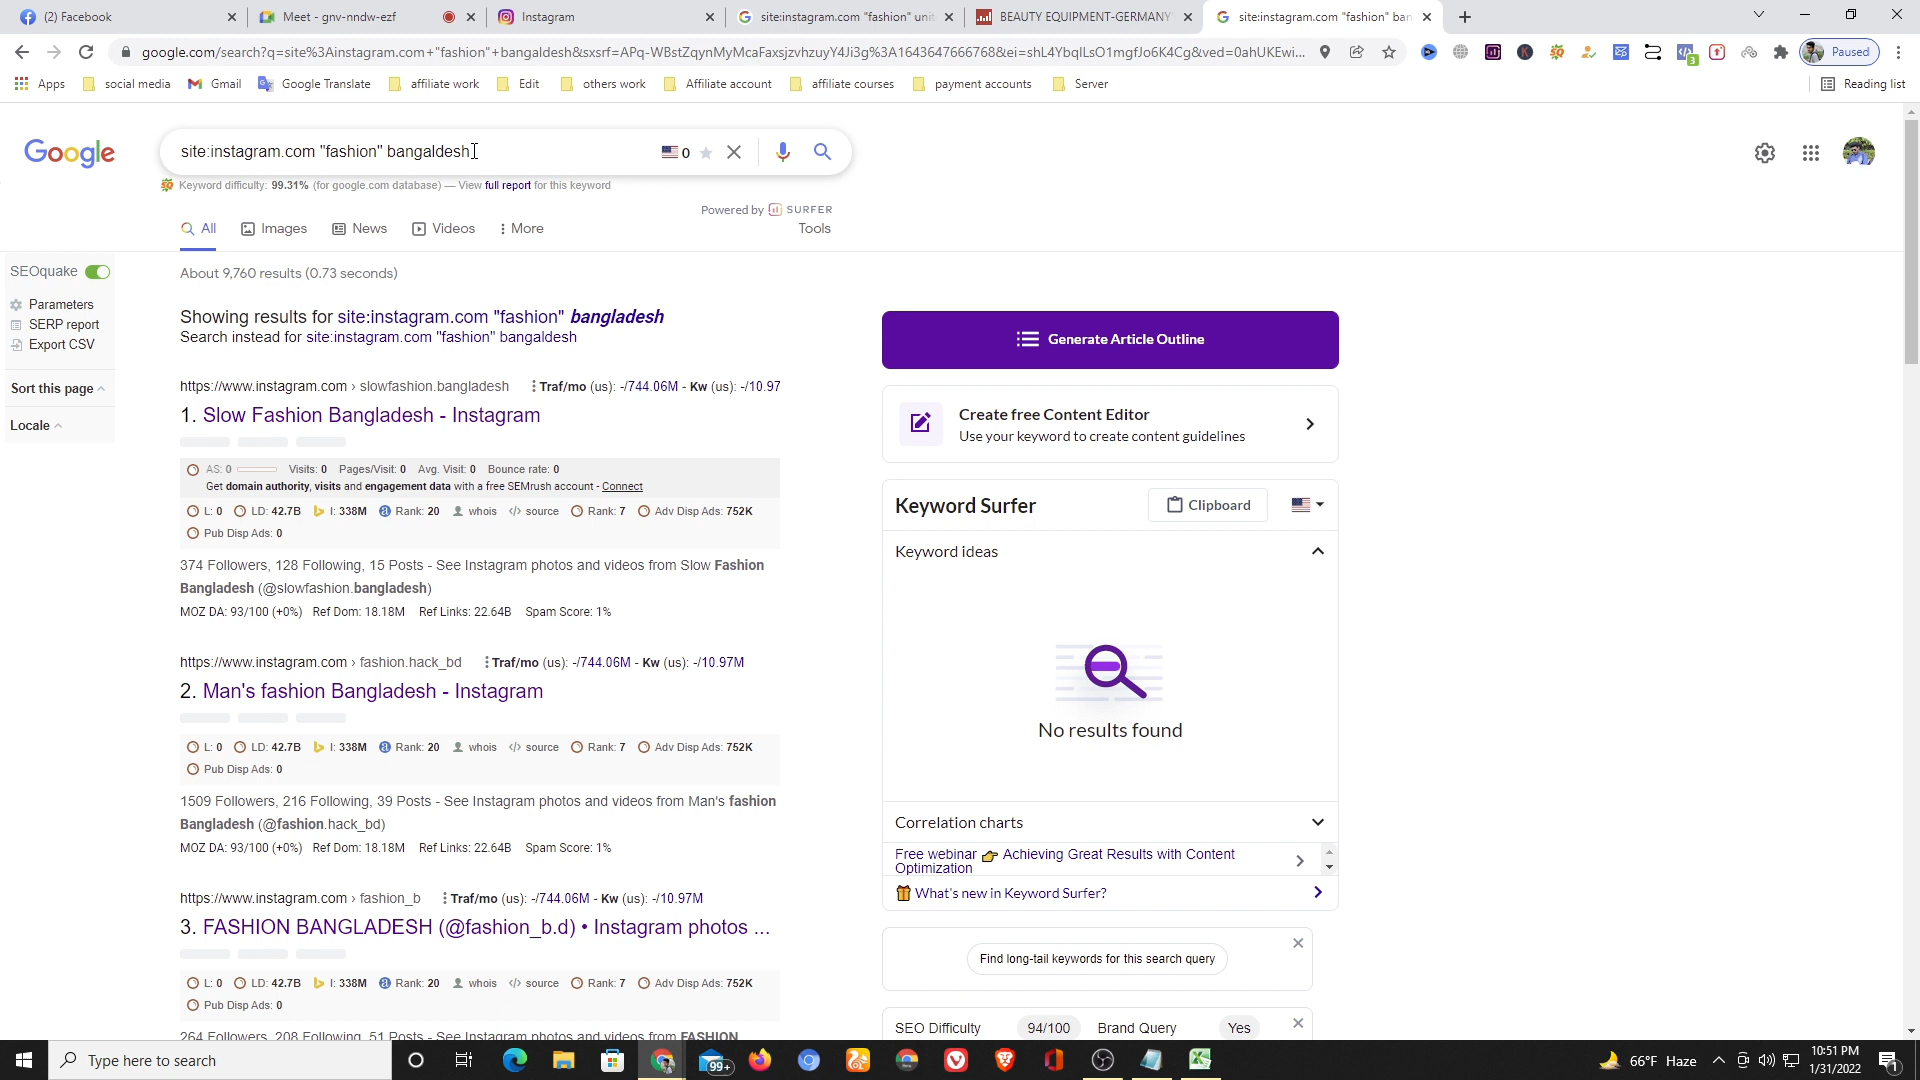 (2) Facebook
Meet - gnv-nndw-ezf
Instagram
site:instagram.com "fashion" unit
BEAUTY EQUIPMENT-GERMANY
site:instagram.com "fashion" ban
google.com/search?q=site%3Ainstagram.com+"fashion"+bangaldesh&sxsrf=APq-WBstZqynMyMcaFaxsjzvhzuyY4Ji3g%3A1643647666768&ei=shL4YbqlLsO1mgfJo6K4Cg&ved=0ahUKEwi...
3
Paused
Apps
social media
Gmail
Google Translate
affiliate work
Edit
others work
Affiliate account
affiliate courses
payment accounts
Server
Reading list
Google
site:instagram.com "fashion" bangaldesh
0
Keyword difficulty: 99.31% (for google.com database) — View full report for this keyword
Powered by SURFER
All
Images
News
Videos
More
Tools
SEOquake
Parameters
SERP report
Export CSV
Sort this page
Locale
About 9,760 results (0.73 seconds)
Showing results for site:instagram.com "fashion" bangladesh
Search instead for site:instagram.com "fashion" bangaldesh
https://www.instagram.com › slowfashion.bangladesh
Traf/mo (us): -/744.06M - Kw (us): -/10.97
1. Slow Fashion Bangladesh - Instagram
AS: 0 Visits: 0 Pages/Visit: 0 Avg. Visit: 0 Bounce rate: 0
Get domain authority, visits and engagement data with a free SEMrush account - Connect
L: 0 LD: 42.7B I: 338M Rank: 20 whois source Rank: 7 Adv Disp Ads: 752K
Pub Disp Ads: 0
374 Followers, 128 Following, 15 Posts - See Instagram photos and videos from Slow Fashion
Bangladesh (@slowfashion.bangladesh)
MOZ DA: 93/100 (+0%) Ref Dom: 18.18M Ref Links: 22.64B Spam Score: 1%
https://www.instagram.com › fashion.hack_bd
Traf/mo (us): -/744.06M - Kw (us): -/10.97M
2. Man's fashion Bangladesh - Instagram
L: 0 LD: 42.7B I: 338M Rank: 20 whois source Rank: 7 Adv Disp Ads: 752K
Pub Disp Ads: 0
1509 Followers, 216 Following, 39 Posts - See Instagram photos and videos from Man's fashion
Bangladesh (@fashion.hack_bd)
MOZ DA: 93/100 (+0%) Ref Dom: 18.18M Ref Links: 22.64B Spam Score: 1%
https://www.instagram.com › fashion_b
Traf/mo (us): -/744.06M - Kw (us): -/10.97M
3. FASHION BANGLADESH (@fashion_b.d) • Instagram photos ...
L: 0 LD: 42.7B I: 338M Rank: 20 whois source Rank: 7 Adv Disp Ads: 752K
Pub Disp Ads: 0
264 Followers, 208 Following, 51 Posts - See Instagram photos and videos from FASHION
Generate Article Outline
Create free Content Editor
Use your keyword to create content guidelines
Keyword Surfer
Clipboard
Keyword ideas
No results found
Correlation charts
Free webinar 👉 Achieving Great Results with Content
Optimization
What's new in Keyword Surfer?
Find long-tail keywords for this search query
SEO Difficulty
94/100
Brand Query
Yes
Type here to search
99+
66°F Haze
10:51 PM
1/31/2022
1